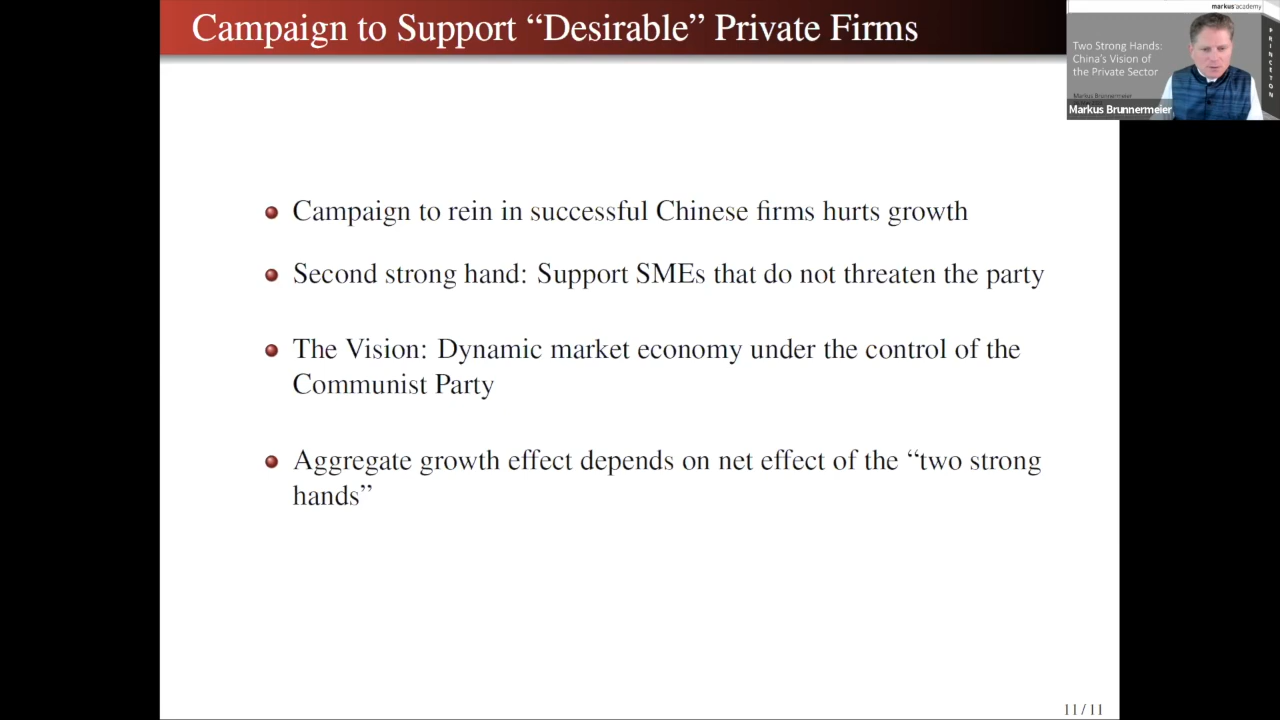 Campaign to Support “Desirable” Private Firms
markus'academy
Two Strong Hands:
China's Vision of
the Private Sector
Markus Brunnermeier
PRINCETON
Markus Brunnermeier
Campaign to rein in successful Chinese firms hurts growth
Second strong hand: Support SMEs that do not threaten the party
The Vision: Dynamic market economy under the control of the
Communist Party
Aggregate growth effect depends on net effect of the “two strong
hands”
11/11